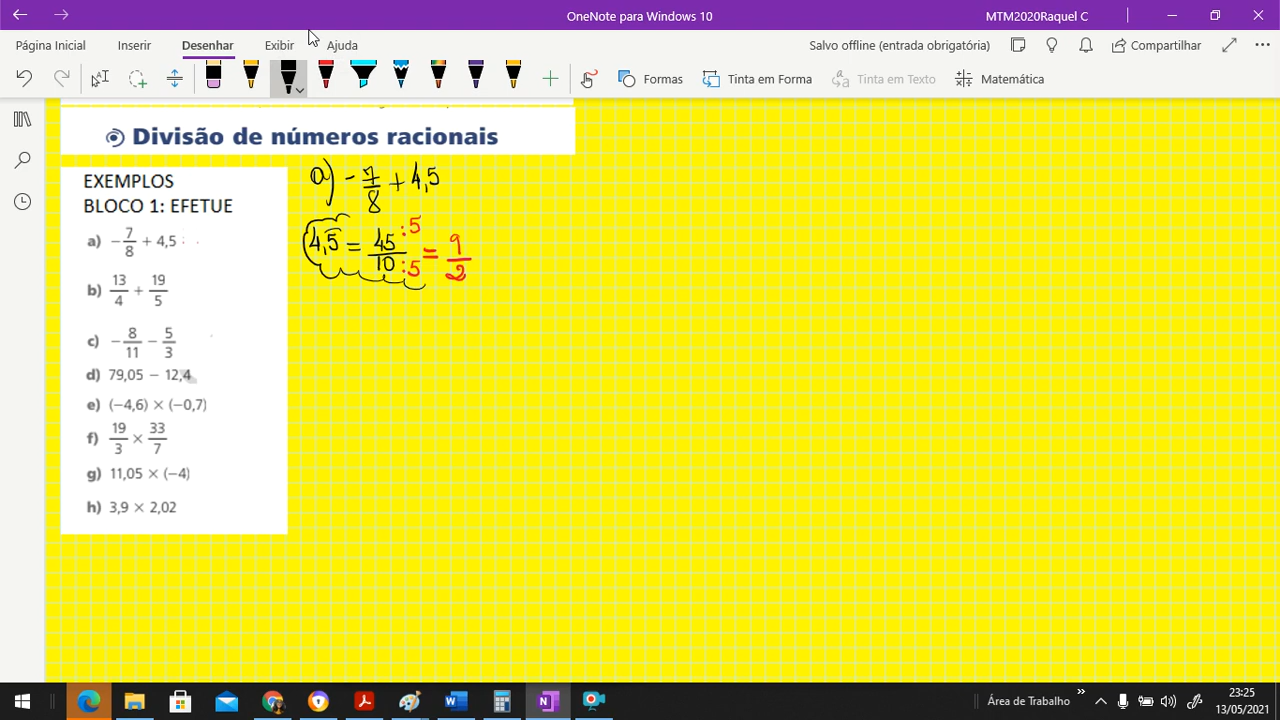 OneNote para Windows 10
MTM2020Raquel C
Página Inicial Inserir Desenhar Exibir Ajuda
Salvo offline (entrada obrigatória) Compartilhar
Formas Tinta em Forma Tinta em Texto Matemática
Divisão de números racionais
EXEMPLOS
BLOCO 1: EFETUE
a) −7/8 + 4,5
b) 13/4 + 19/5
c) −8/11 − 5/3
d) 79,05 − 12,4
e) (−4,6) × (−0,7)
f) 19/3 × 33/7
g) 11,05 × (−4)
h) 3,9 × 2,02
a) −7/8 + 4,5
4,5 = 45/10 :5/:5 = 9/2
Área de Trabalho
23:25
13/05/2021